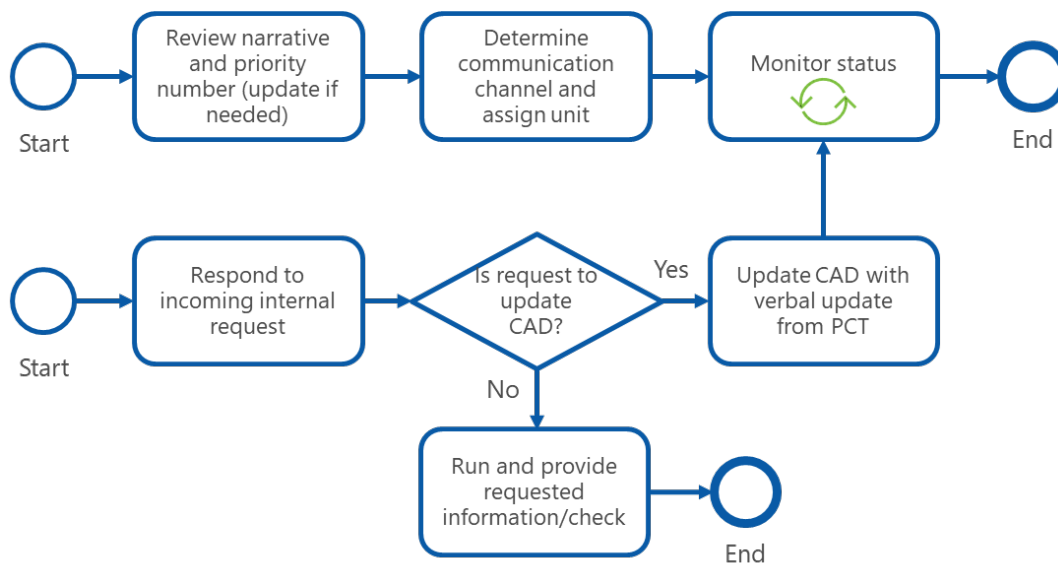 Review narrative
and priority
number (update if
needed)
Determine
communication
channel and
assign unit
Monitor status
Start
End
Respond to
incoming internal
request
Is request to
update
CAD?
Yes
Update CAD with
verbal update
from PCT
Start
No
Run and provide
requested
information/check
End